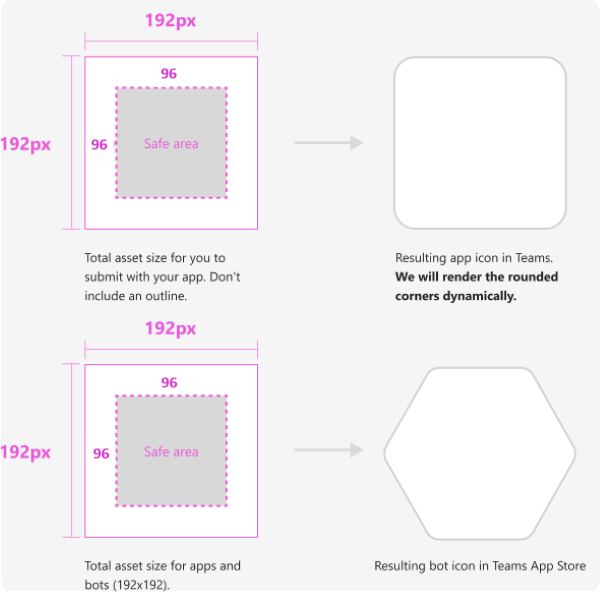 192px
96
192px
96
Safe area
Total asset size for you to
submit with your app. Don't
include an outline.
Resulting app icon in Teams.
We will render the rounded
corners dynamically.
192px
96
192px
96
Safe area
Total asset size for apps and
bots (192x192).
Resulting bot icon in Teams App Store